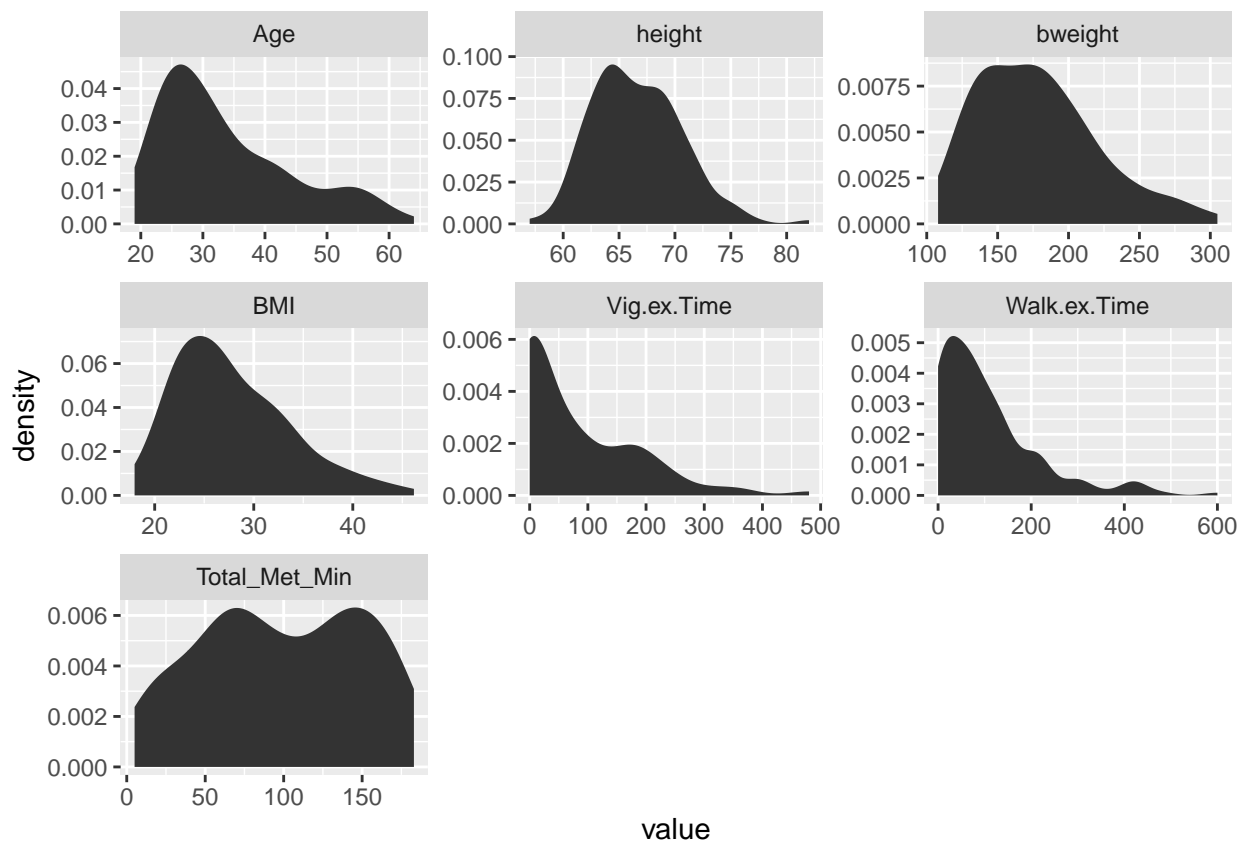 Age
height
bweight
0.04
0.03
0.02
0.01
0.00
20 30 40 50 60
0.100
0.075
0.050
0.025
0.000
60 65 70 75 80
0.0075
0.0050
0.0025
0.0000
100 150 200 250 300
BMI
Vig.ex.Time
Walk.ex.Time
0.06
0.04
0.02
0.00
20 30 40
0.006
0.004
0.002
0.000
0 100 200 300 400 500
0.005
0.004
0.003
0.002
0.001
0.000
0 200 400 600
Total_Met_Min
0.006
0.004
0.002
0.000
0 50 100 150
density
value